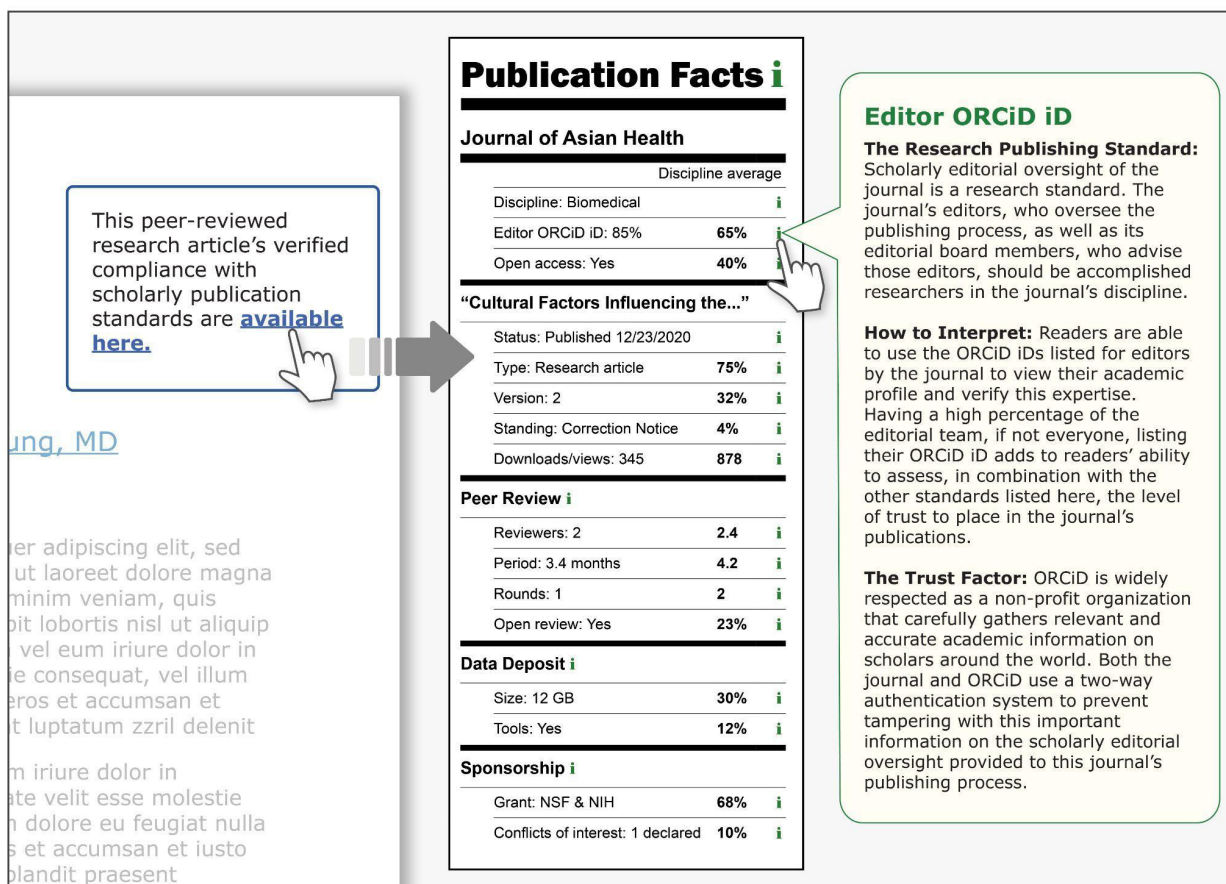 This peer-reviewed
research article's verified
compliance with
scholarly publication
standards are available
here.
ung, MD
er adipiscing elit, sed
ut laoreet dolore magna
minim veniam, quis
bit lobortis nisl ut aliquip
vel eum iriure dolor in
ie consequat, vel illum
eros et accumsan et
t luptatum zzril delenit
m iriure dolor in
ate velit esse molestie
dolore eu feugiat nulla
s et accumsan et iusto
blandit praesent
Publication Facts i
Journal of Asian Health
Discipline average
Discipline: Biomedical i
Editor ORCiD iD: 85% 65% i
Open access: Yes 40% i
“Cultural Factors Influencing the...”
Status: Published 12/23/2020 i
Type: Research article 75% i
Version: 2 32% i
Standing: Correction Notice 4% i
Downloads/views: 345 878 i
Peer Review i
Reviewers: 2 2.4 i
Period: 3.4 months 4.2 i
Rounds: 1 2 i
Open review: Yes 23% i
Data Deposit i
Size: 12 GB 30% i
Tools: Yes 12% i
Sponsorship i
Grant: NSF & NIH 68% i
Conflicts of interest: 1 declared 10% i
Editor ORCiD iD
The Research Publishing Standard:
Scholarly editorial oversight of the
journal is a research standard. The
journal's editors, who oversee the
publishing process, as well as its
editorial board members, who advise
those editors, should be accomplished
researchers in the journal's discipline.
How to Interpret: Readers are able
to use the ORCiD iDs listed for editors
by the journal to view their academic
profile and verify this expertise.
Having a high percentage of the
editorial team, if not everyone, listing
their ORCiD iD adds to readers' ability
to assess, in combination with the
other standards listed here, the level
of trust to place in the journal's
publications.
The Trust Factor: ORCiD is widely
respected as a non-profit organization
that carefully gathers relevant and
accurate academic information on
scholars around the world. Both the
journal and ORCiD use a two-way
authentication system to prevent
tampering with this important
information on the scholarly editorial
oversight provided to this journal's
publishing process.